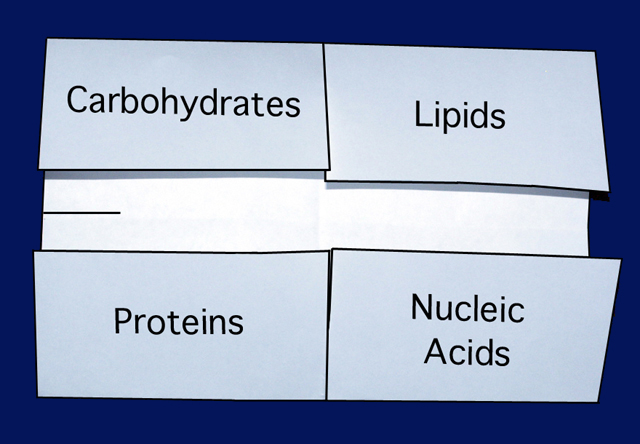 Carbohydrates
Lipids
Proteins
Nucleic
Acids